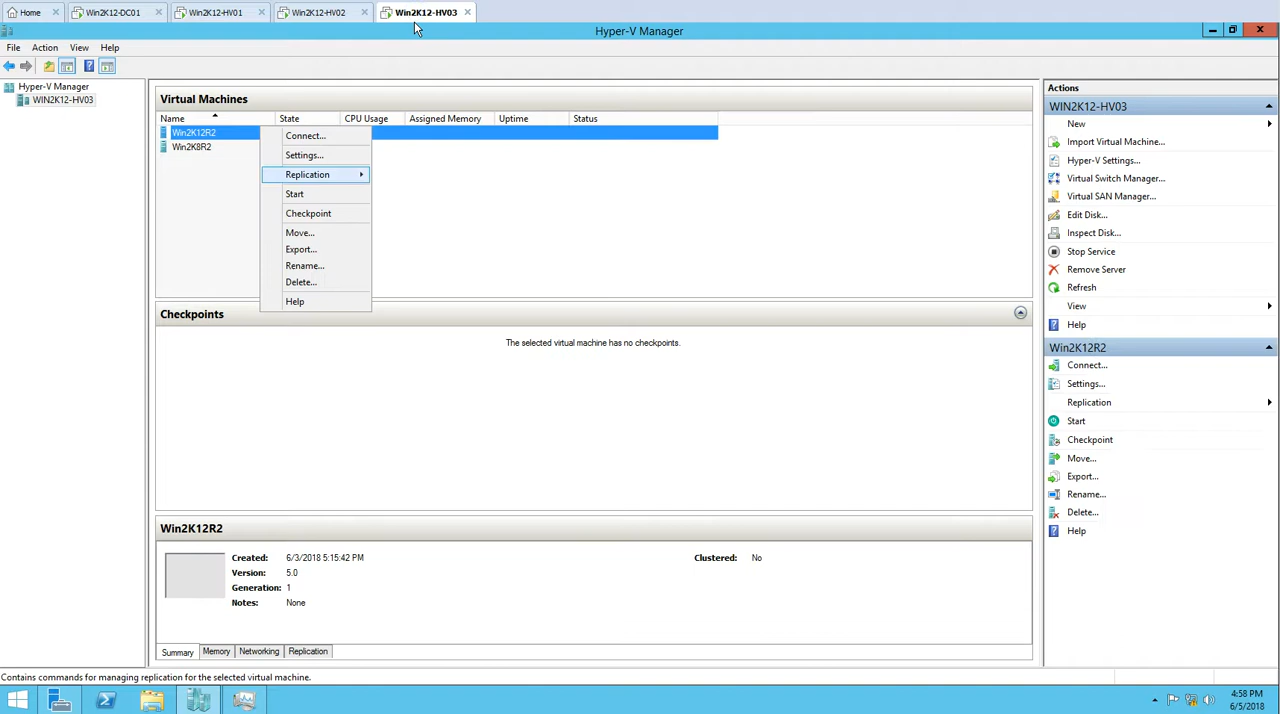 Home
Win2K12-DC01
Win2K12-HV01
Win2K12-HV02
Win2K12-HV03
Hyper-V Manager
File Action View Help
Hyper-V Manager
WIN2K12-HV03
Virtual Machines
Name State CPU Usage Assigned Memory Uptime Status
Win2K12R2
Win2K8R2
Connect...
Settings...
Replication
Start
Checkpoint
Move...
Export...
Rename...
Delete...
Help
Checkpoints
The selected virtual machine has no checkpoints.
Win2K12R2
Created: 6/3/2018 5:15:42 PM Clustered: No
Version: 5.0
Generation: 1
Notes: None
Summary Memory Networking Replication
Actions
WIN2K12-HV03
New
Import Virtual Machine...
Hyper-V Settings...
Virtual Switch Manager...
Virtual SAN Manager...
Edit Disk...
Inspect Disk...
Stop Service
Remove Server
Refresh
View
Help
Win2K12R2
Connect...
Settings...
Replication
Start
Checkpoint
Move...
Export...
Rename...
Delete...
Help
Contains commands for managing replication for the selected virtual machine.
4:58 PM
6/5/2018